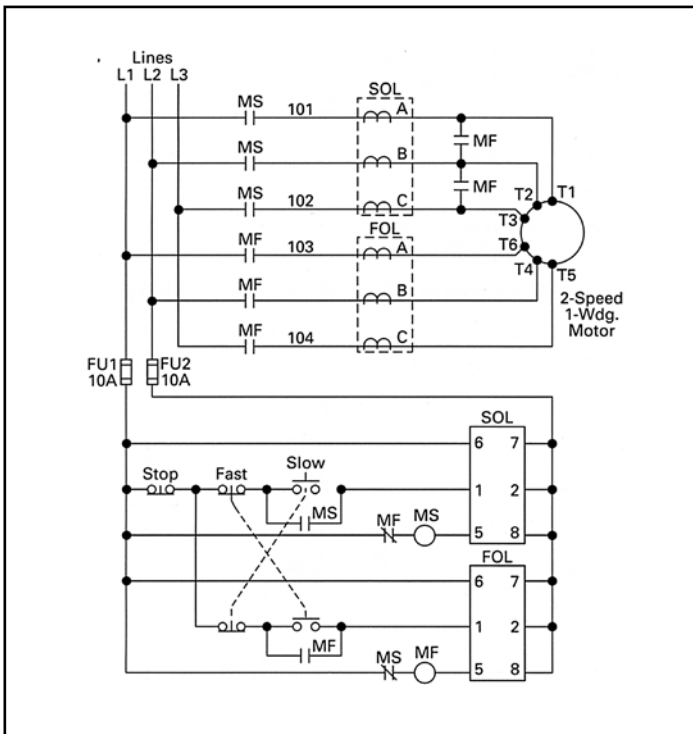 Lines
L1 L2 L3
SOL
MS 101 A
MF
MS B
MF
MS 102 C
T2 T1
T3
FOL
T6
MF 103 A
T4 T5
MF B
2-Speed
1-Wdg.
Motor
MF 104 C
FU1 FU2
10A 10A
SOL
6 7
Stop Fast Slow
1 2
MS
MF MS
5 8
FOL
6 7
1 2
MF
MS MF
5 8